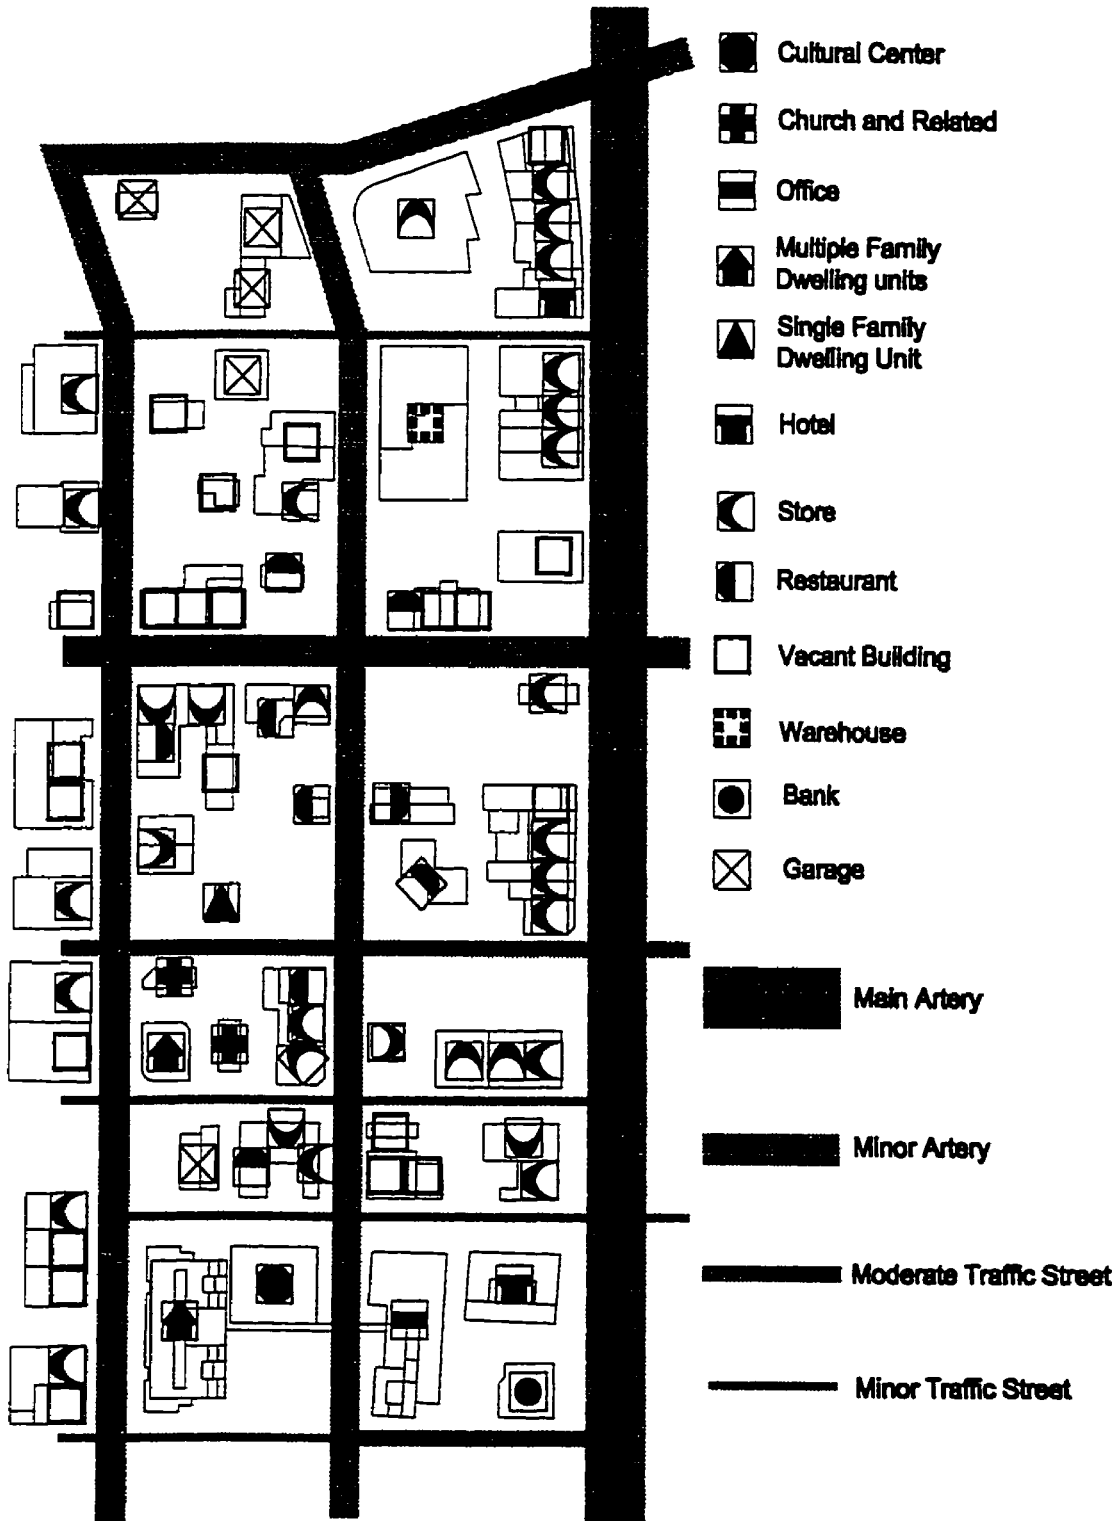 Cultural Center
Church and Related
Office
Multiple Family
Dwelling units
Single Family
Dwelling Unit
Hotel
Store
Restaurant
Vacant Building
Warehouse
Bank
Garage
Main Artery
Minor Artery
Moderate Traffic Street
Minor Traffic Street